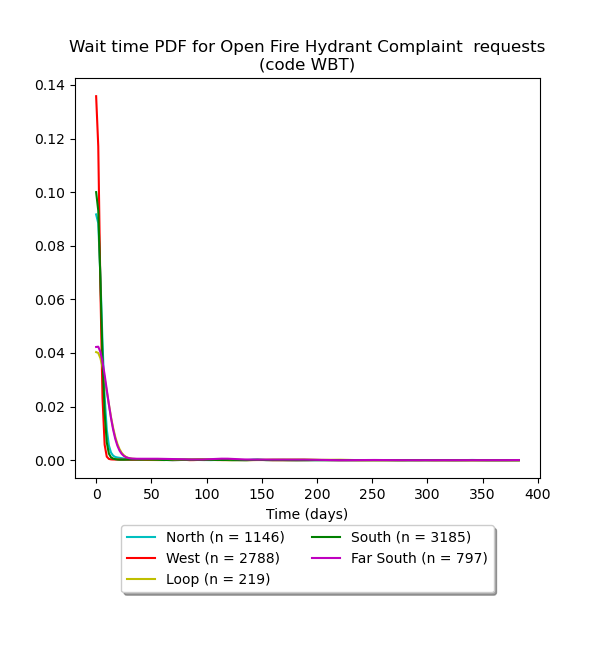 Wait time PDF for Open Fire Hydrant Complaint  requests
(code WBT)
0.14
0.12
0.10
0.08
0.06
0.04
0.02
0.00
0 50 100 150 200 250 300 350 400
Time (days)
North (n = 1146) South (n = 3185)
West (n = 2788) Far South (n = 797)
Loop (n = 219)